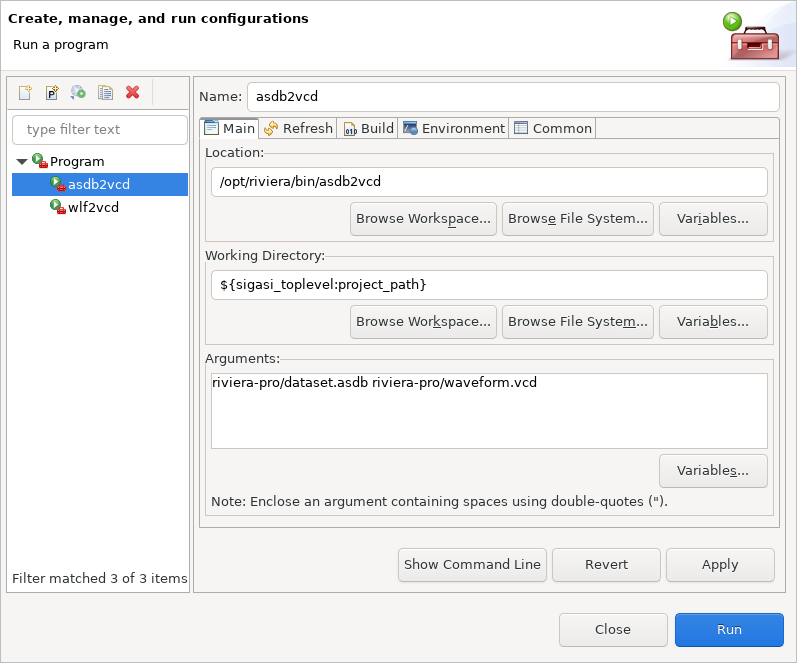 Create, manage, and run configurations
Run a program
type filter text
Program
asdb2vcd
wlf2vcd
Filter matched 3 of 3 items
Name: asdb2vcd
Main Refresh Build Environment Common
Location:
/opt/riviera/bin/asdb2vcd
Browse Workspace... Browse File System... Variables...
Working Directory:
${sigasi_toplevel:project_path}
Browse Workspace... Browse File System... Variables...
Arguments:
riviera-pro/dataset.asdb riviera-pro/waveform.vcd
Variables...
Note: Enclose an argument containing spaces using double-quotes (").
Show Command Line Revert Apply
Close Run